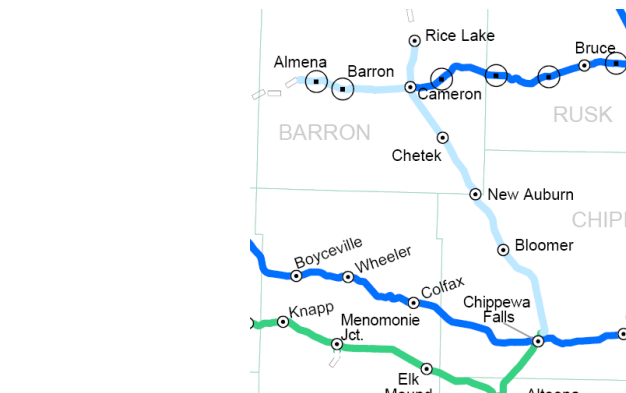 Rice Lake
Bruce
Almena
Barron
Cameron
RUSK
BARRON
Chetek
New Auburn
CHIP
Bloomer
Boyceville
Wheeler
Colfax
Chippewa
Falls
Knapp
Menomonie
Jct.
Elk
Mound
Altoona